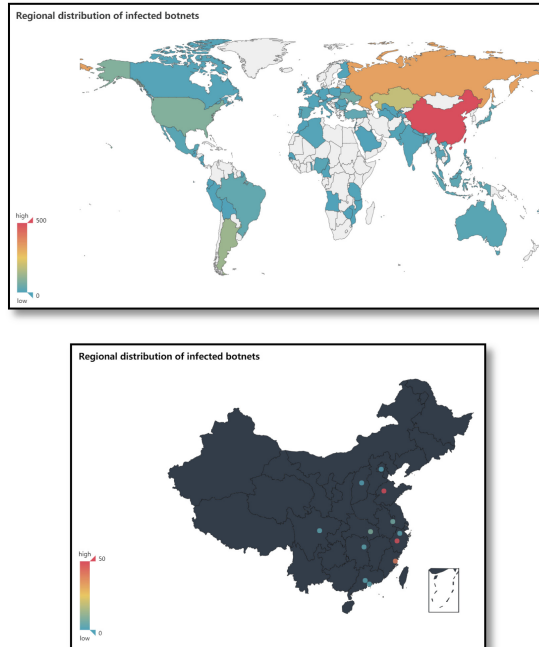 Regional distribution of infected botnets
high
500
0
low
Regional distribution of infected botnets
high
50
0
low